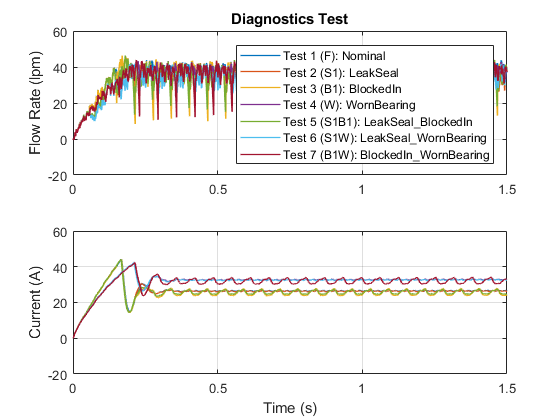 Diagnostics Test
60
40
20
0
-20
Flow Rate (lpm)
Test 1 (F): Nominal
Test 2 (S1): LeakSeal
Test 3 (B1): BlockedIn
Test 4 (W): WornBearing
Test 5 (S1B1): LeakSeal_BlockedIn
Test 6 (S1W): LeakSeal_WornBearing
Test 7 (B1W): BlockedIn_WornBearing
0 0.5 1 1.5
60
40
20
0
-20
Current (A)
0 0.5 1 1.5
Time (s)